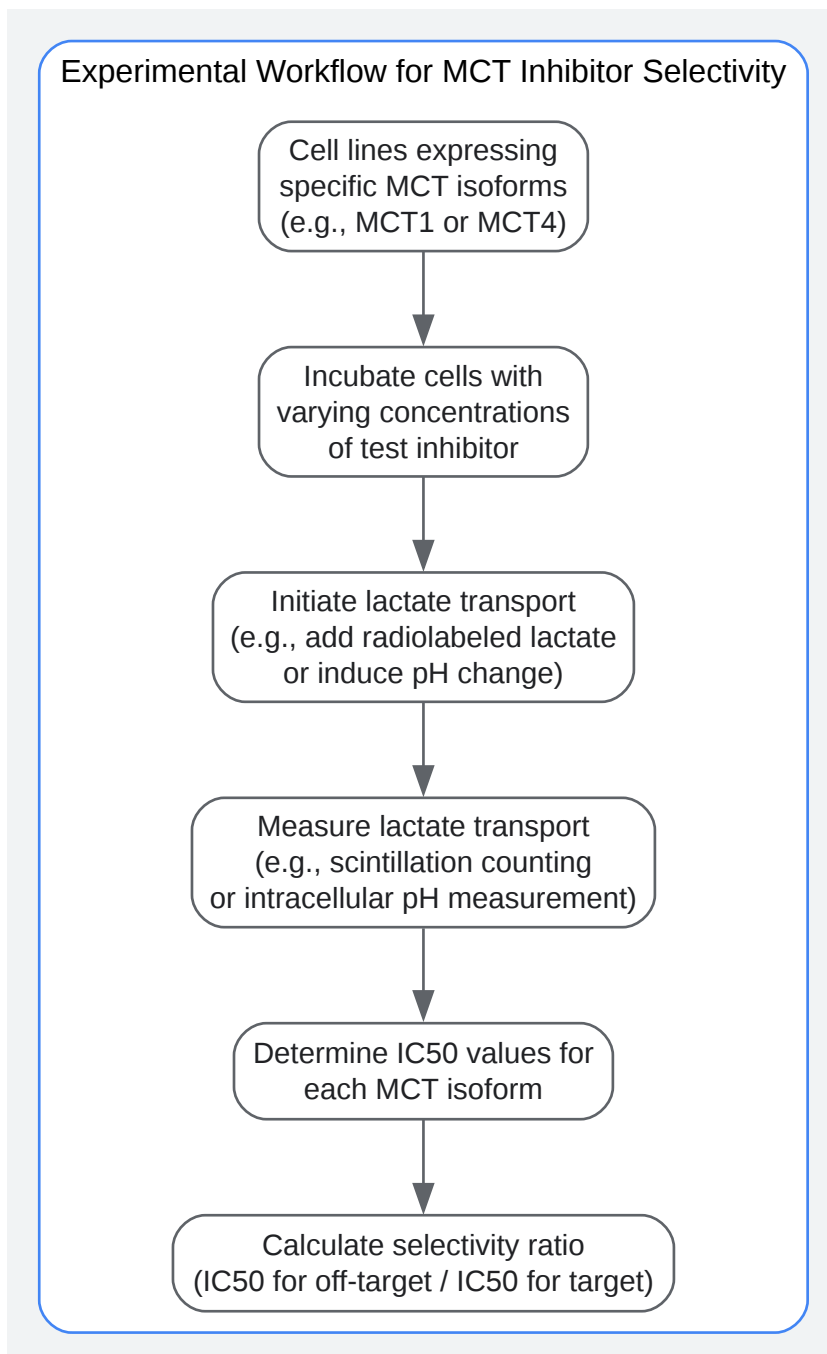 Experimental Workflow for MCT Inhibitor Selectivity
Cell lines expressing
specific MCT isoforms
(e.g., MCT1 or MCT4)
Incubate cells with
varying concentrations
of test inhibitor
Initiate lactate transport
(e.g., add radiolabeled lactate
or induce pH change)
Measure lactate transport
(e.g., scintillation counting
or intracellular pH measurement)
Determine IC50 values for
each MCT isoform
Calculate selectivity ratio
(IC50 for off-target / IC50 for target)